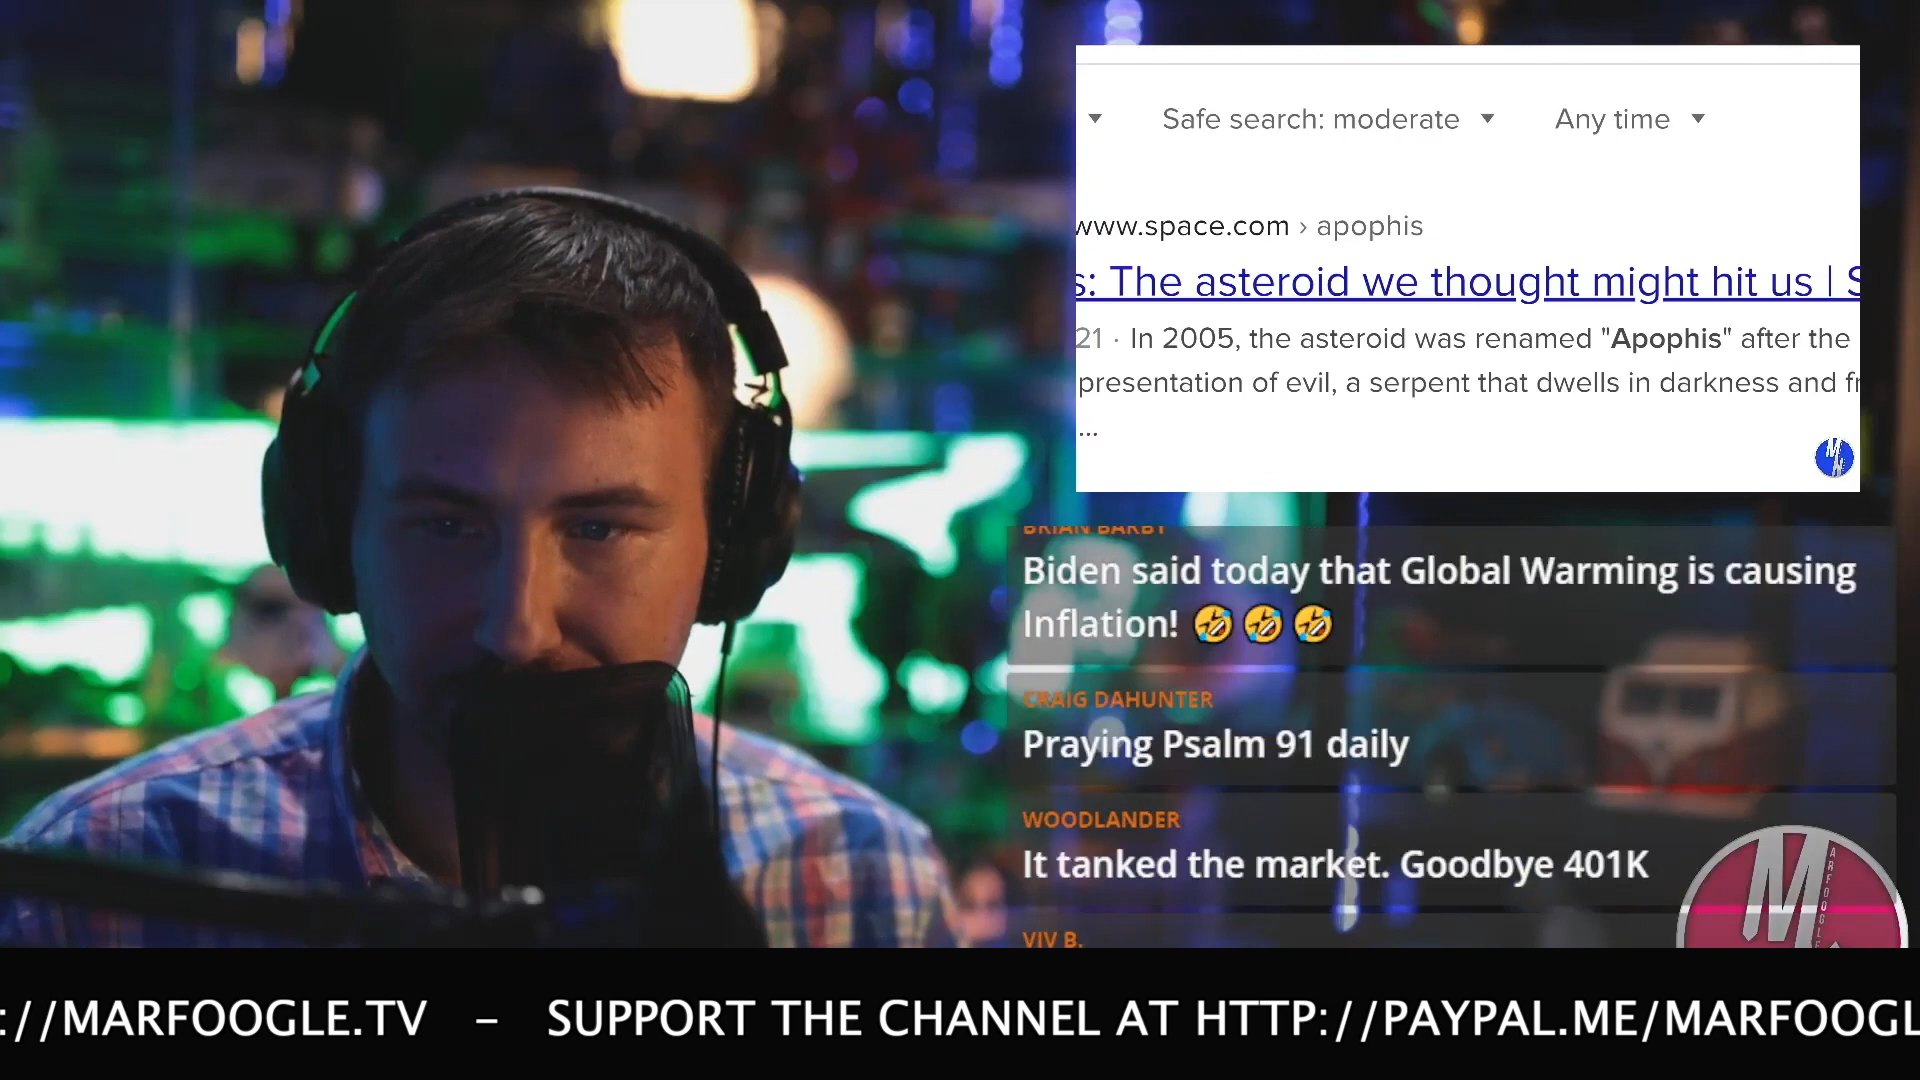 Safe search: moderate Any time
www.space.com › apophis
s: The asteroid we thought might hit us | S
21 · In 2005, the asteroid was renamed "Apophis" after the
presentation of evil, a serpent that dwells in darkness and fr
...
BRIAN BARBY
Biden said today that Global Warming is causing
Inflation! 🤣🤣🤣
CRAIG DAHUNTER
Praying Psalm 91 daily
WOODLANDER
It tanked the market. Goodbye 401K
VIV B.
://MARFOOGLE.TV – SUPPORT THE CHANNEL AT HTTP://PAYPAL.ME/MARFOOGL